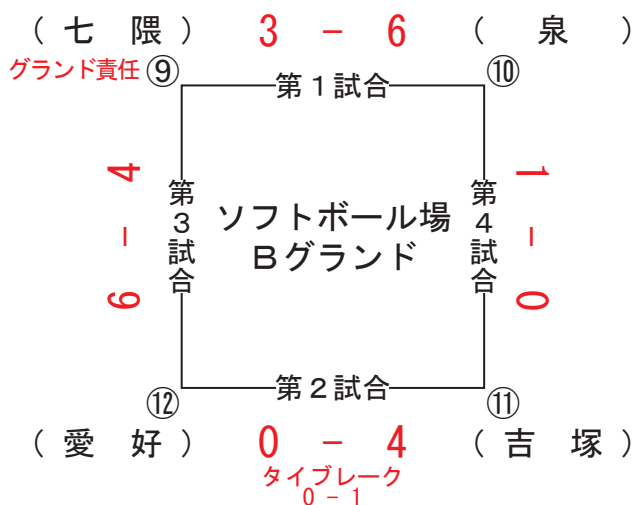 （七　隈） 3 － 6 （　泉　）
グランド責任 ⑨ 第１試合 ⑩
6 － 4
第３試合
ソフトボール場
Ｂグランド
第４試合
1 － 0
⑫ 第２試合 ⑪
（愛　好） 0 － 4 （吉　塚）
タイブレーク
0 － 1